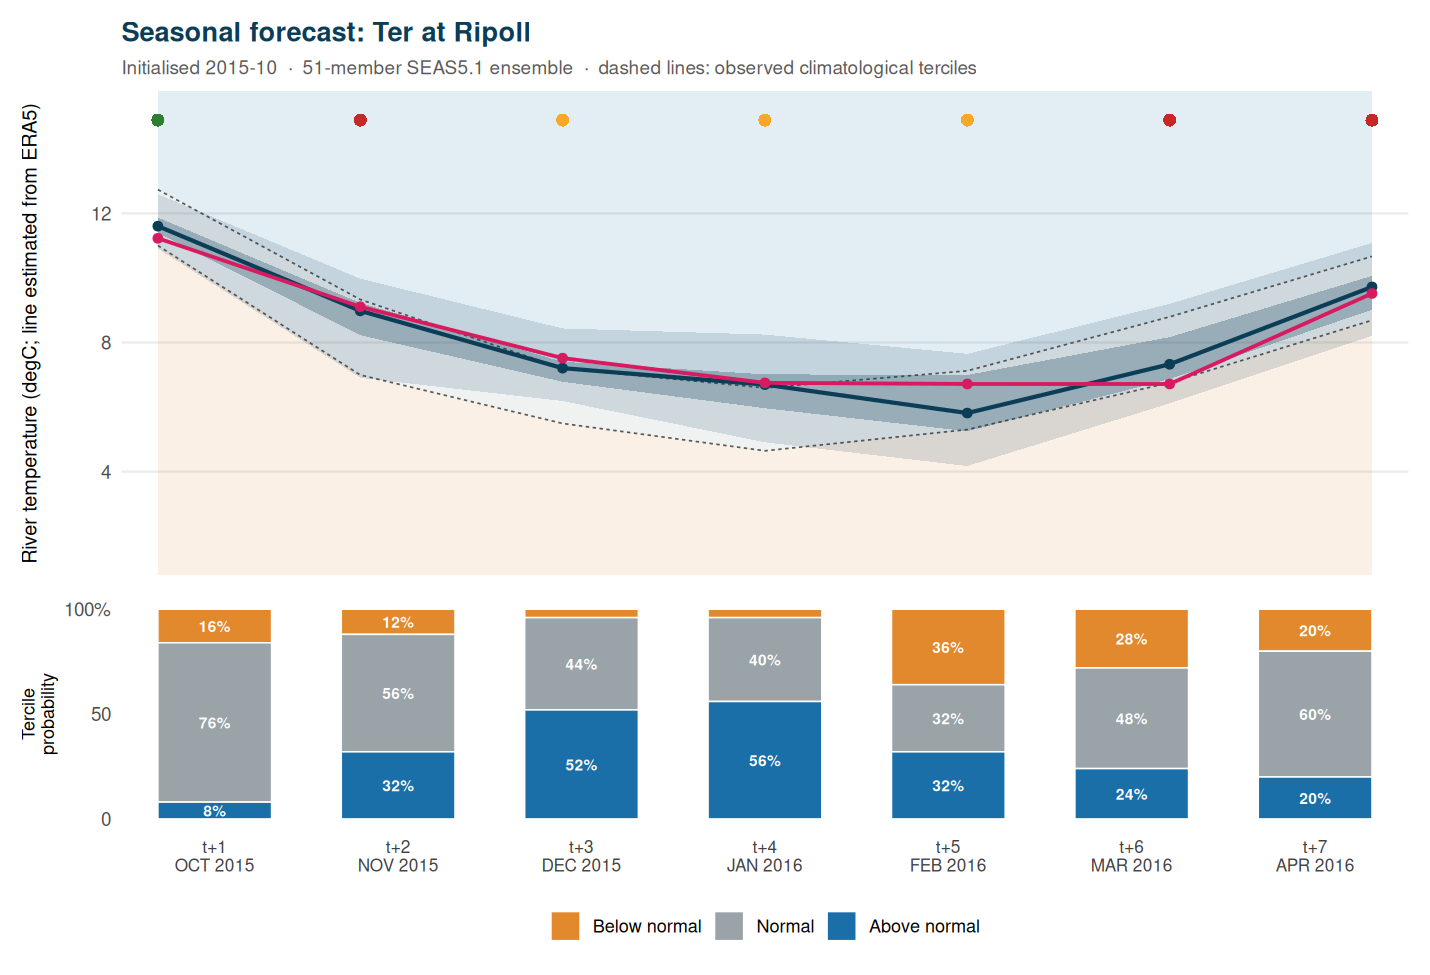 Seasonal forecast: Ter at Ripoll
Initialised 2015-10 · 51-member SEAS5.1 ensemble · dashed lines: observed climatological terciles
River temperature (degC; line estimated from ERA5)
12
8
4
Tercile
probability
100%
50
0
16%
76%
8%
12%
56%
32%
44%
52%
40%
56%
36%
32%
32%
28%
48%
24%
20%
60%
20%
t+1
OCT 2015
t+2
NOV 2015
t+3
DEC 2015
t+4
JAN 2016
t+5
FEB 2016
t+6
MAR 2016
t+7
APR 2016
Below normal
Normal
Above normal